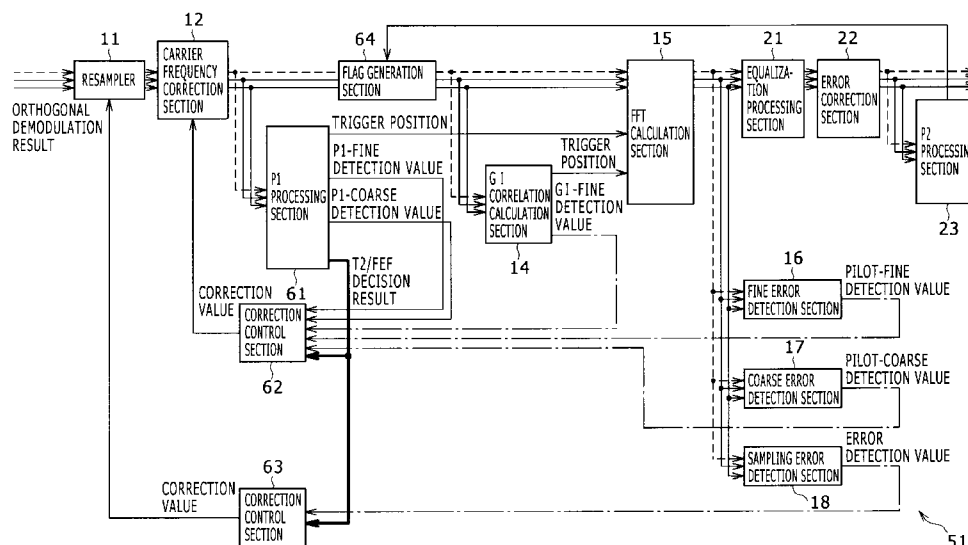 11
RESAMPLER
ORTHOGONAL
DEMODULATION
RESULT
12
CARRIER
FREQUENCY
CORRECTION
SECTION
64
FLAG GENERATION
SECTION
15
FFT
CALCULATION
SECTION
21
EQUALIZA-
TION
PROCESSING
SECTION
22
ERROR
CORRECTION
SECTION
P2
PROCESSING
SECTION
23
TRIGGER POSITION
P1-FINE
DETECTION VALUE
P1-COARSE
DETECTION VALUE
P1
PROCESSING
SECTION
61
T2/FEF
DECISION
RESULT
TRIGGER
POSITION
GI
CORRELATION
CALCULATION
SECTION
14
GI-FINE
DETECTION
VALUE
CORRECTION
VALUE
CORRECTION
CONTROL
SECTION
62
16
FINE ERROR
DETECTION SECTION
PILOT-FINE
DETECTION VALUE
17
COARSE ERROR
DETECTION SECTION
PILOT-COARSE
DETECTION VALUE
SAMPLING ERROR
DETECTION SECTION
18
ERROR
DETECTION VALUE
CORRECTION
VALUE
63
CORRECTION
CONTROL
SECTION
51